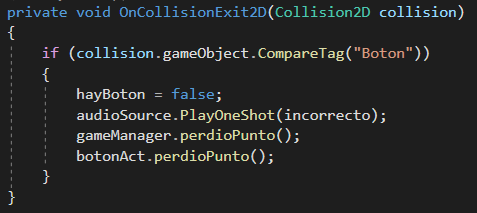 private void OnCollisionExit2D(Collision2D collision)
{
    if (collision.gameObject.CompareTag("Boton"))
    {
        hayBoton = false;
        audioSource.PlayOneShot(incorrecto);
        gameManager.perdioPunto();
        botonAct.perdioPunto();
    }
}